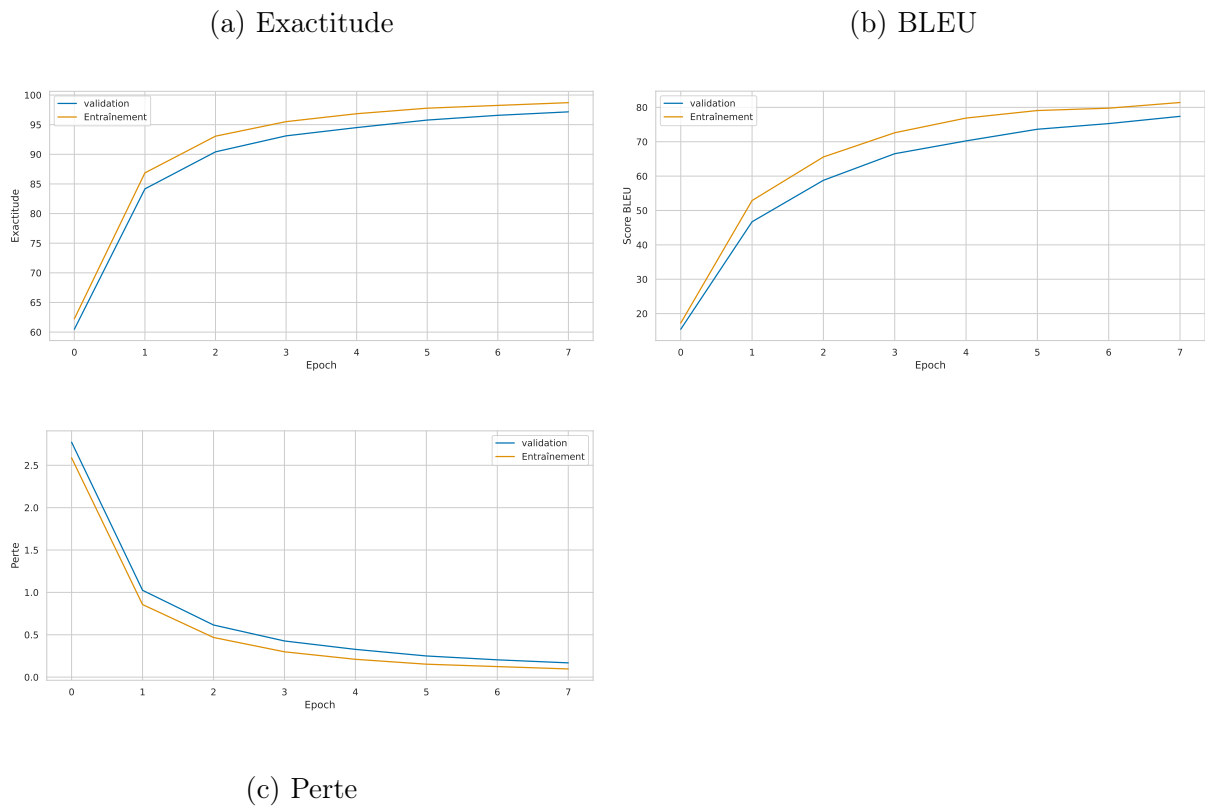 (a) Exactitude
(b) BLEU
100
95
90
85
80
75
70
65
60
Exactitude
validation
Entraînement
0 1 2 3 4 5 6 7
Epoch
80
70
60
50
40
30
20
Score BLEU
validation
Entraînement
0 1 2 3 4 5 6 7
Epoch
2.5
2.0
1.5
1.0
0.5
0.0
Perte
validation
Entraînement
0 1 2 3 4 5 6 7
Epoch
(c) Perte